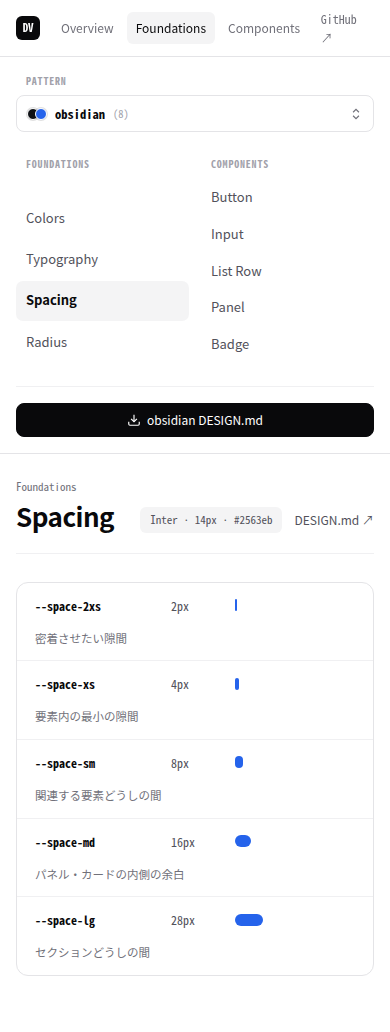 DV
Overview
Foundations
Components
GitHub
↗
PATTERN
obsidian (8)
FOUNDATIONS
Colors
Typography
Spacing
Radius
COMPONENTS
Button
Input
List Row
Panel
Badge
obsidian DESIGN.md
Foundations
Spacing
Inter · 14px · #2563eb
DESIGN.md ↗
--space-2xs 2px
密着させたい隙間
--space-xs 4px
要素内の最小の隙間
--space-sm 8px
関連する要素どうしの間
--space-md 16px
パネル・カードの内側の余白
--space-lg 28px
セクションどうしの間